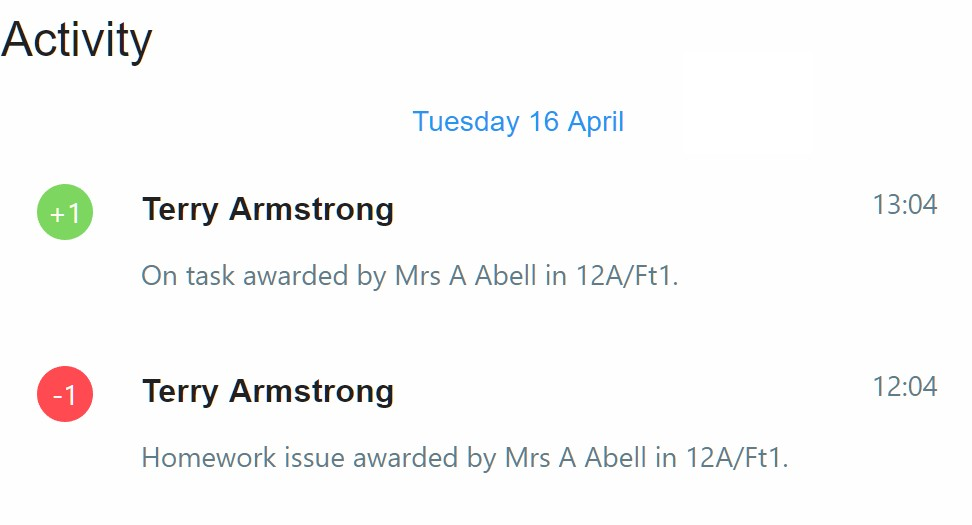 Activity
Tuesday 16 April
+1 Terry Armstrong 13:04
On task awarded by Mrs A Abell in 12A/Ft1.
-1 Terry Armstrong 12:04
Homework issue awarded by Mrs A Abell in 12A/Ft1.